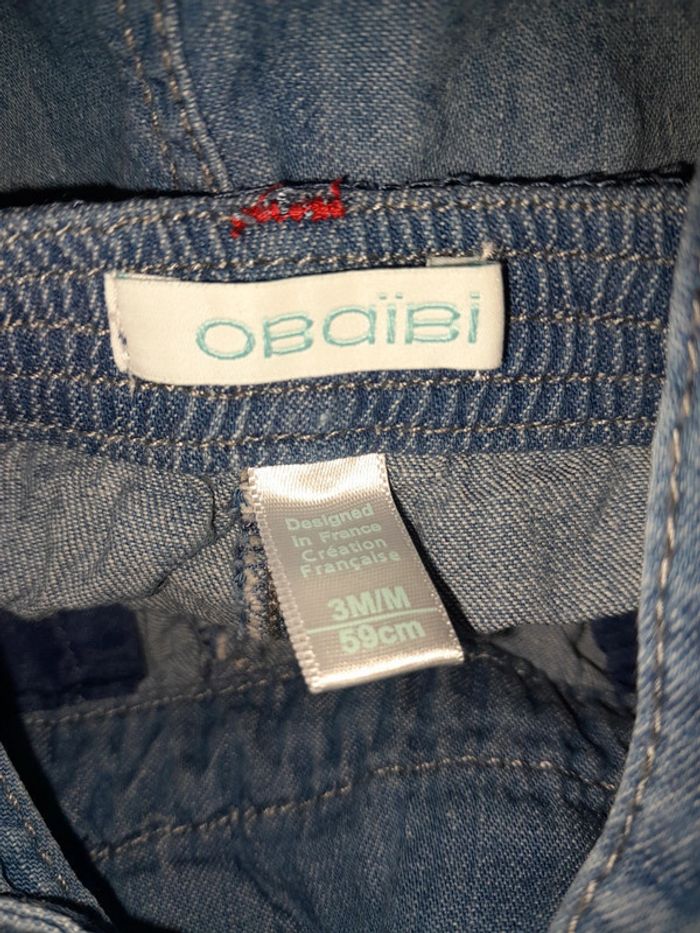 OBaïBi
Designed
In France
Création
Française
3M/M
59cm